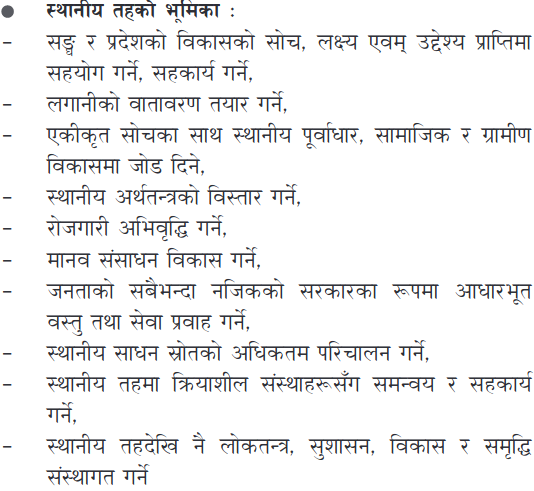 ● स्थानीय तहको भूमिका :
– सङ्घ र प्रदेशको विकासको सोच, लक्ष्य एवम् उद्देश्य प्राप्तिमा
सहयोग गर्ने, सहकार्य गर्ने,
– लगानीको वातावरण तयार गर्ने,
– एकीकृत सोचका साथ स्थानीय पूर्वाधार, सामाजिक र ग्रामीण
विकासमा जोड दिने,
– स्थानीय अर्थतन्त्रको विस्तार गर्ने,
– रोजगारी अभिवृद्धि गर्ने,
– मानव संसाधन विकास गर्ने,
– जनताको सबैभन्दा नजिकको सरकारका रूपमा आधारभूत
वस्तु तथा सेवा प्रवाह गर्ने,
– स्थानीय साधन स्रोतको अधिकतम परिचालन गर्ने,
– स्थानीय तहमा क्रियाशील संस्थाहरूसँग समन्वय र सहकार्य
गर्ने,
– स्थानीय तहदेखि नै लोकतन्त्र, सुशासन, विकास र समृद्धि
संस्थागत गर्ने